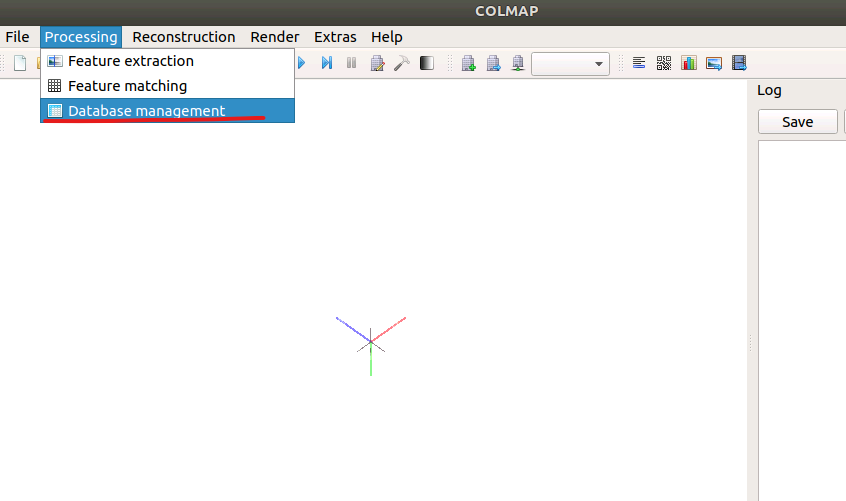 COLMAP
File Processing Reconstruction Render Extras Help
Feature extraction
Feature matching
Database management
Log
Save